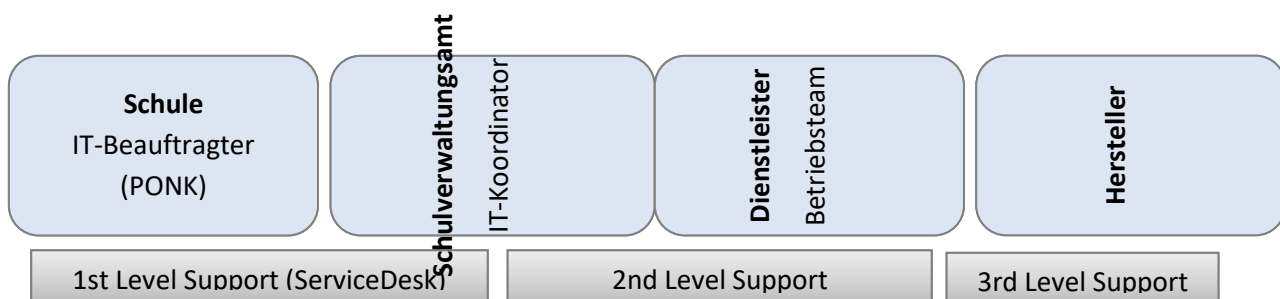 Schule
IT-Beauftragter
(PONK)
Schulverwaltungsamt
IT-Koordinator
Dienstleister
Betriebsteam
Hersteller
1st Level Support (ServiceDesk)
2nd Level Support
3rd Level Support